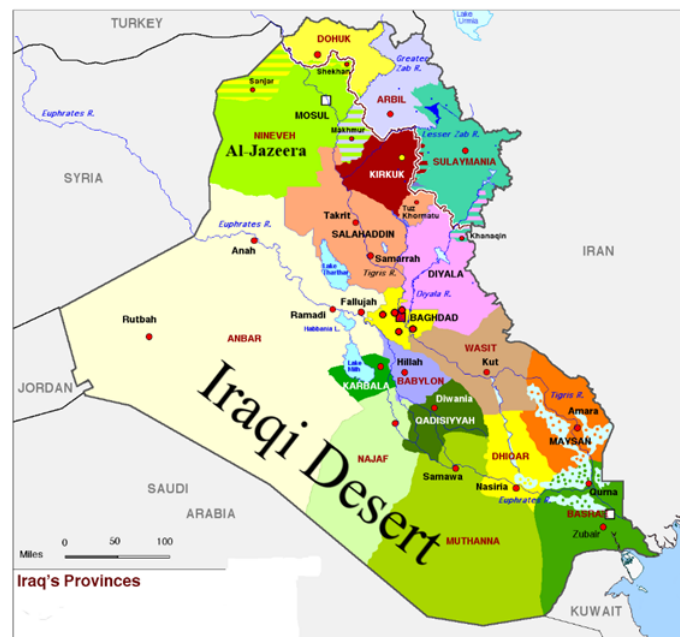 TURKEY
Lake
Urmia
DOHUK
Greater
Zab R.
Shekhan
Sanjar
ARBIL
Euphrates R.
MOSUL
Makhmur
Lesser Zab R.
NINEVEH
Al-Jazeera
SULAYMANIA
KIRKUK
SYRIA
Tuz
Khormatu
Takrit
Euphrates R.
SALAHADDIN
Khanaqin
Anah
Samarrah
IRAN
Lake
Tharthar
Tigris R.
DIYALA
Diyala R.
Fallujah
Ramadi
BAGHDAD
Rutbah
Habbania L.
ANBAR
WASIT
Lake
Milh
Hillah
Kut
JORDAN
KARBALA
BABYLON
Tigris R.
Diwania
Amara
QADISIYYAH
MAYSAN
Iraqi Desert
NAJAF
DHIQAR
Samawa
Nasiria
Qurna
SAUDI
Euphrates R.
ARABIA
BASRAH
Zubair
MUTHANNA
Miles
0 50 100
Iraq's Provinces
KUWAIT